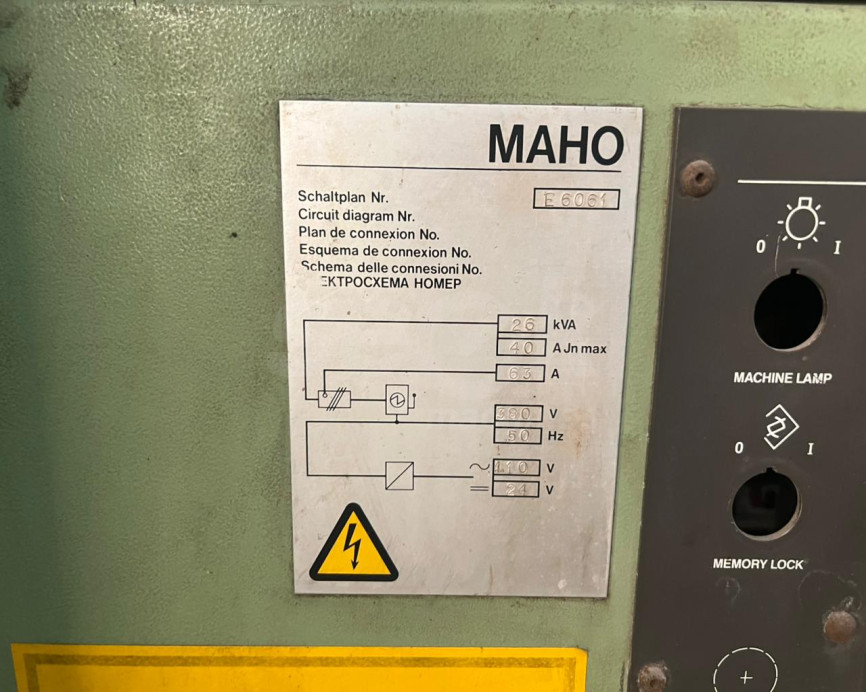 MAHO
Schaltplan Nr. E6061
Circuit diagram Nr.
Plan de connexion No.
Esquema de connexion No.
Schema delle connesioni No.
ЕКТРОСХЕМА НОМЕР
26 kVA
40 A Jn max
63 A
380 V
50 Hz
110 V
24 V
0 I
MACHINE LAMP
0 I
MEMORY LOCK